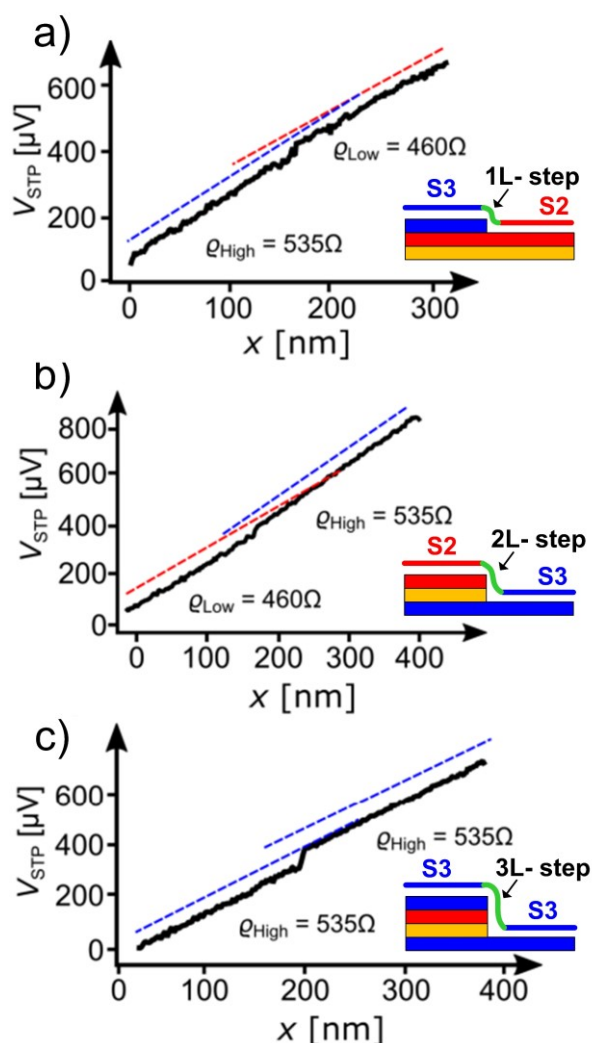 a)
V_STP [µV]
600
400
200
0
ϱ_Low = 460Ω
ϱ_High = 535Ω
1L- step
S3
S2
0 100 200 300
x [nm]
b)
V_STP [µV]
800
600
400
200
0
ϱ_High = 535Ω
ϱ_Low = 460Ω
2L- step
S2
S3
0 100 200 300 400
x [nm]
c)
V_STP [µV]
600
400
200
0
ϱ_High = 535Ω
ϱ_High = 535Ω
3L- step
S3
S3
0 100 200 300 400
x [nm]